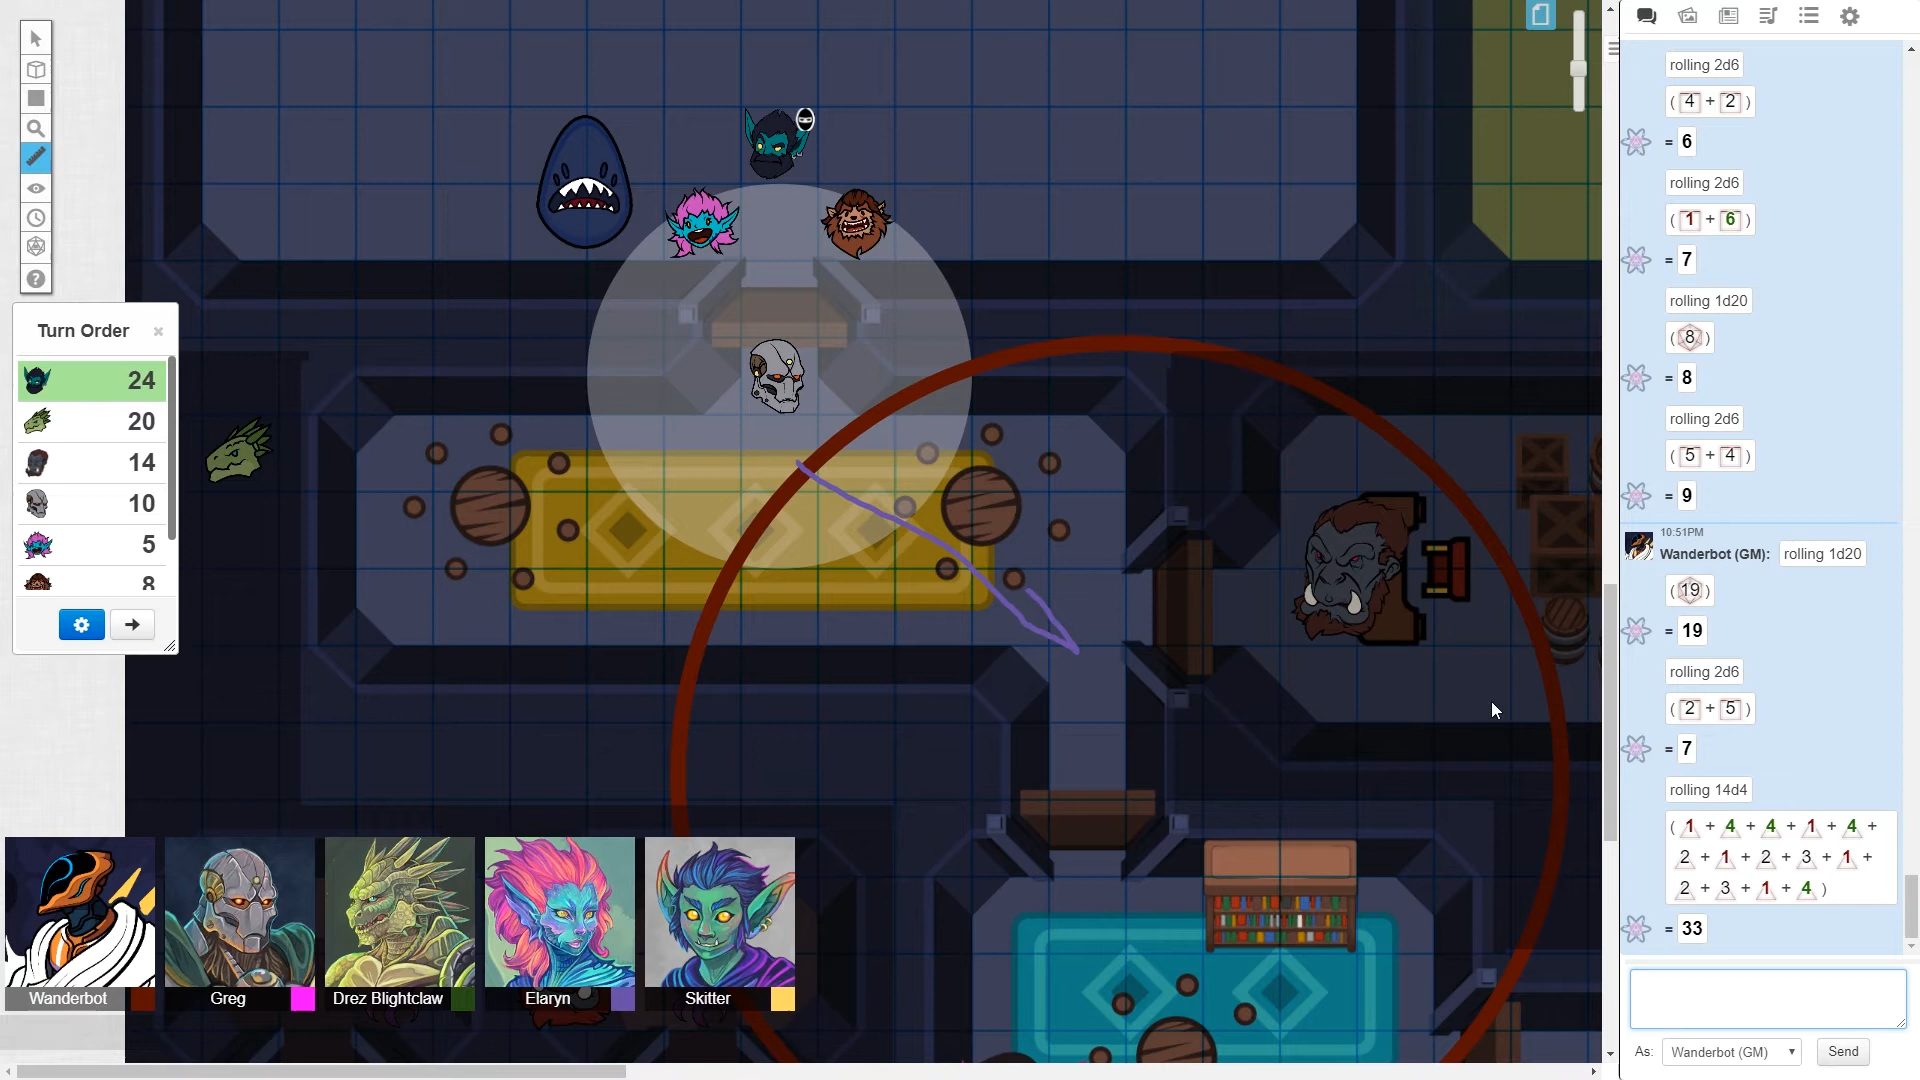 Turn Order ×
24
20
14
10
5
8
Wanderbot
Greg
Drez Blightclaw
Elaryn
Skitter
rolling 2d6
( 4 + 2 )
= 6
rolling 2d6
( 1 + 6 )
= 7
rolling 1d20
( 8 )
= 8
rolling 2d6
( 5 + 4 )
= 9
10:51PM
Wanderbot (GM): rolling 1d20
( 19 )
= 19
rolling 2d6
( 2 + 5 )
= 7
rolling 14d4
( 1 + 4 + 4 + 1 + 4 +
2 + 1 + 2 + 3 + 1 +
2 + 3 + 1 + 4 )
= 33
As: Wanderbot (GM) Send